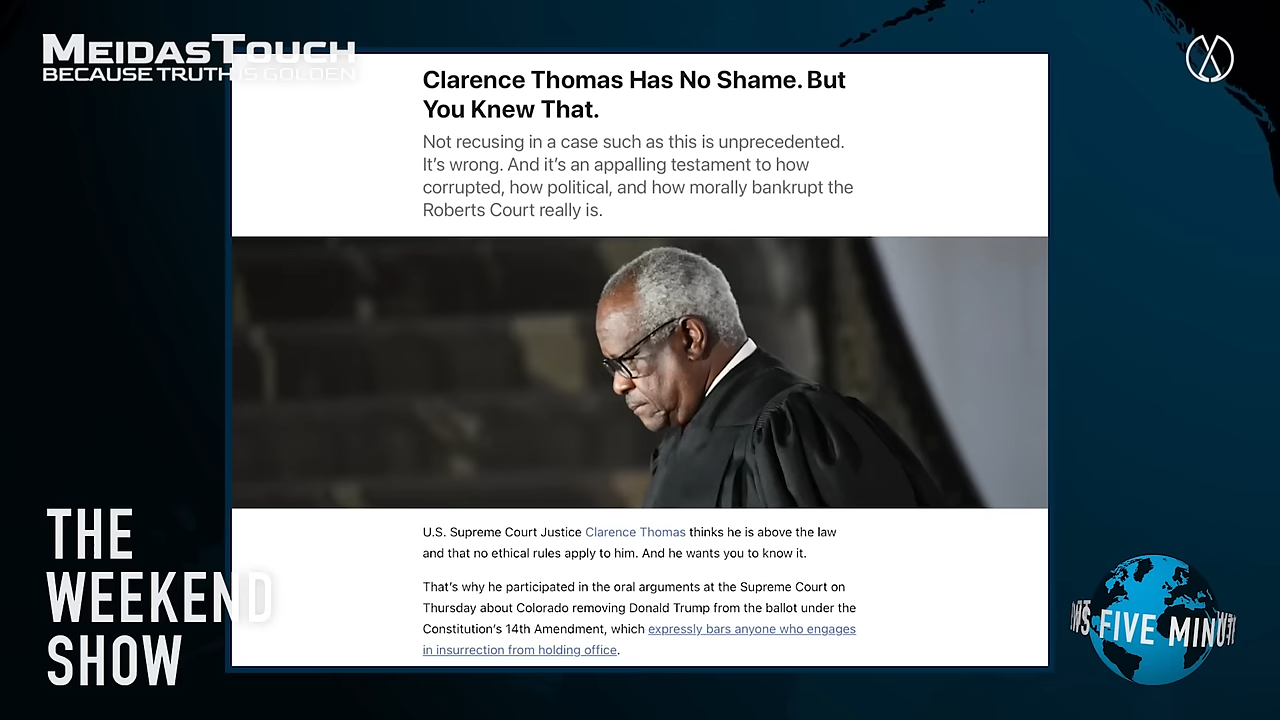 MEIDASTOUCH
BECAUSE TRUTH IS GOLDEN
Clarence Thomas Has No Shame. But
You Knew That.
Not recusing in a case such as this is unprecedented.
It’s wrong. And it’s an appalling testament to how
corrupted, how political, and how morally bankrupt the
Roberts Court really is.
U.S. Supreme Court Justice Clarence Thomas thinks he is above the law
and that no ethical rules apply to him. And he wants you to know it.
That’s why he participated in the oral arguments at the Supreme Court on
Thursday about Colorado removing Donald Trump from the ballot under the
Constitution’s 14th Amendment, which expressly bars anyone who engages
in insurrection from holding office.
THE
WEEKEND
SHOW
FIVE MINUT